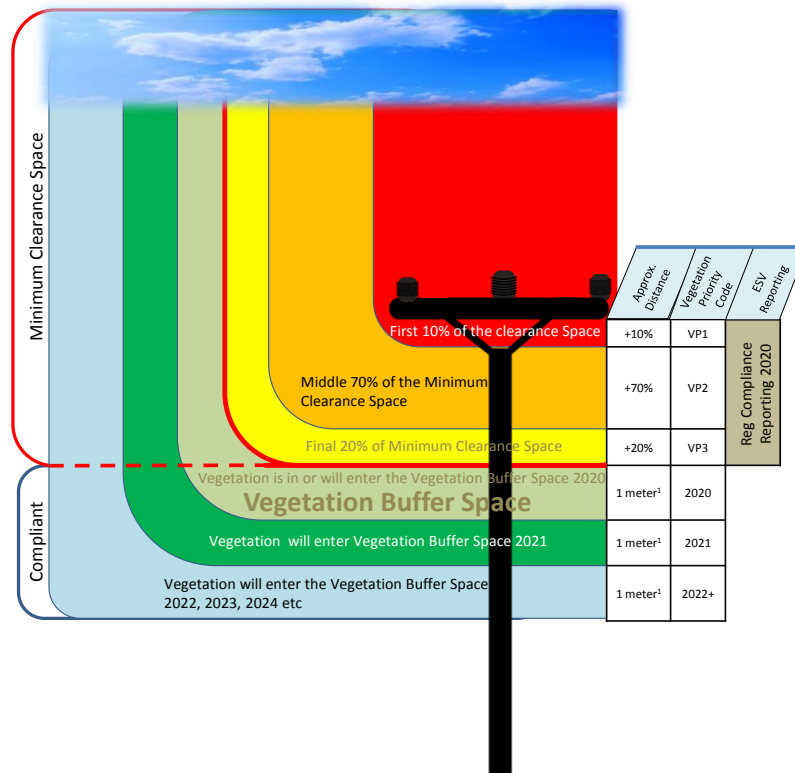 Minimum Clearance Space
Compliant
Approx.
Distance
Vegetation
Priority
Code
ESV
Reporting
First 10% of the clearance Space
+10%
VP1
Middle 70% of the Minimum
Clearance Space
+70%
VP2
Reg Compliance
Reporting 2020
Final 20% of Minimum Clearance Space
+20%
VP3
Vegetation is in or will enter the Vegetation Buffer Space 2020
Vegetation Buffer Space
1 meter¹
2020
Vegetation will enter Vegetation Buffer Space 2021
1 meter¹
2021
Vegetation will enter the Vegetation Buffer Space
2022, 2023, 2024 etc
1 meter¹
2022+